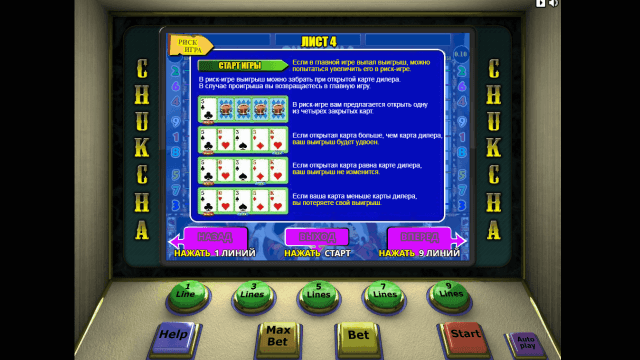 ЛИСТ 4
РИСК
ИГРА
СТАРТ ИГРЫ
Если в главной игре выпал выигрыш, можно
попытаться увеличить его в риск-игре.
В риск-игре выигрыш можно забрать при открытой карте дилера.
В случае проигрыша вы возвращаетесь в главную игру.
В риск-игре вам предлагается открыть одну
из четырех закрытых карт.
Если открытая карта больше, чем карта дилера,
ваш выигрыш будет удвоен.
Если открытая карта равна карте дилера,
ваш выигрыш не изменится.
Если ваша карта меньше карты дилера,
вы потеряете свой выигрыш.
НАЗАД
ВЫХОД
ВПЕРЕД
НАЖАТЬ 1 ЛИНИЙ
НАЖАТЬ СТАРТ
НАЖАТЬ 9 ЛИНИЙ
CHUKCHA
CHUKCHA
1
Line
3
Lines
5
Lines
7
Lines
9
Lines
Help
Max
Bet
Bet
Start
Auto
play